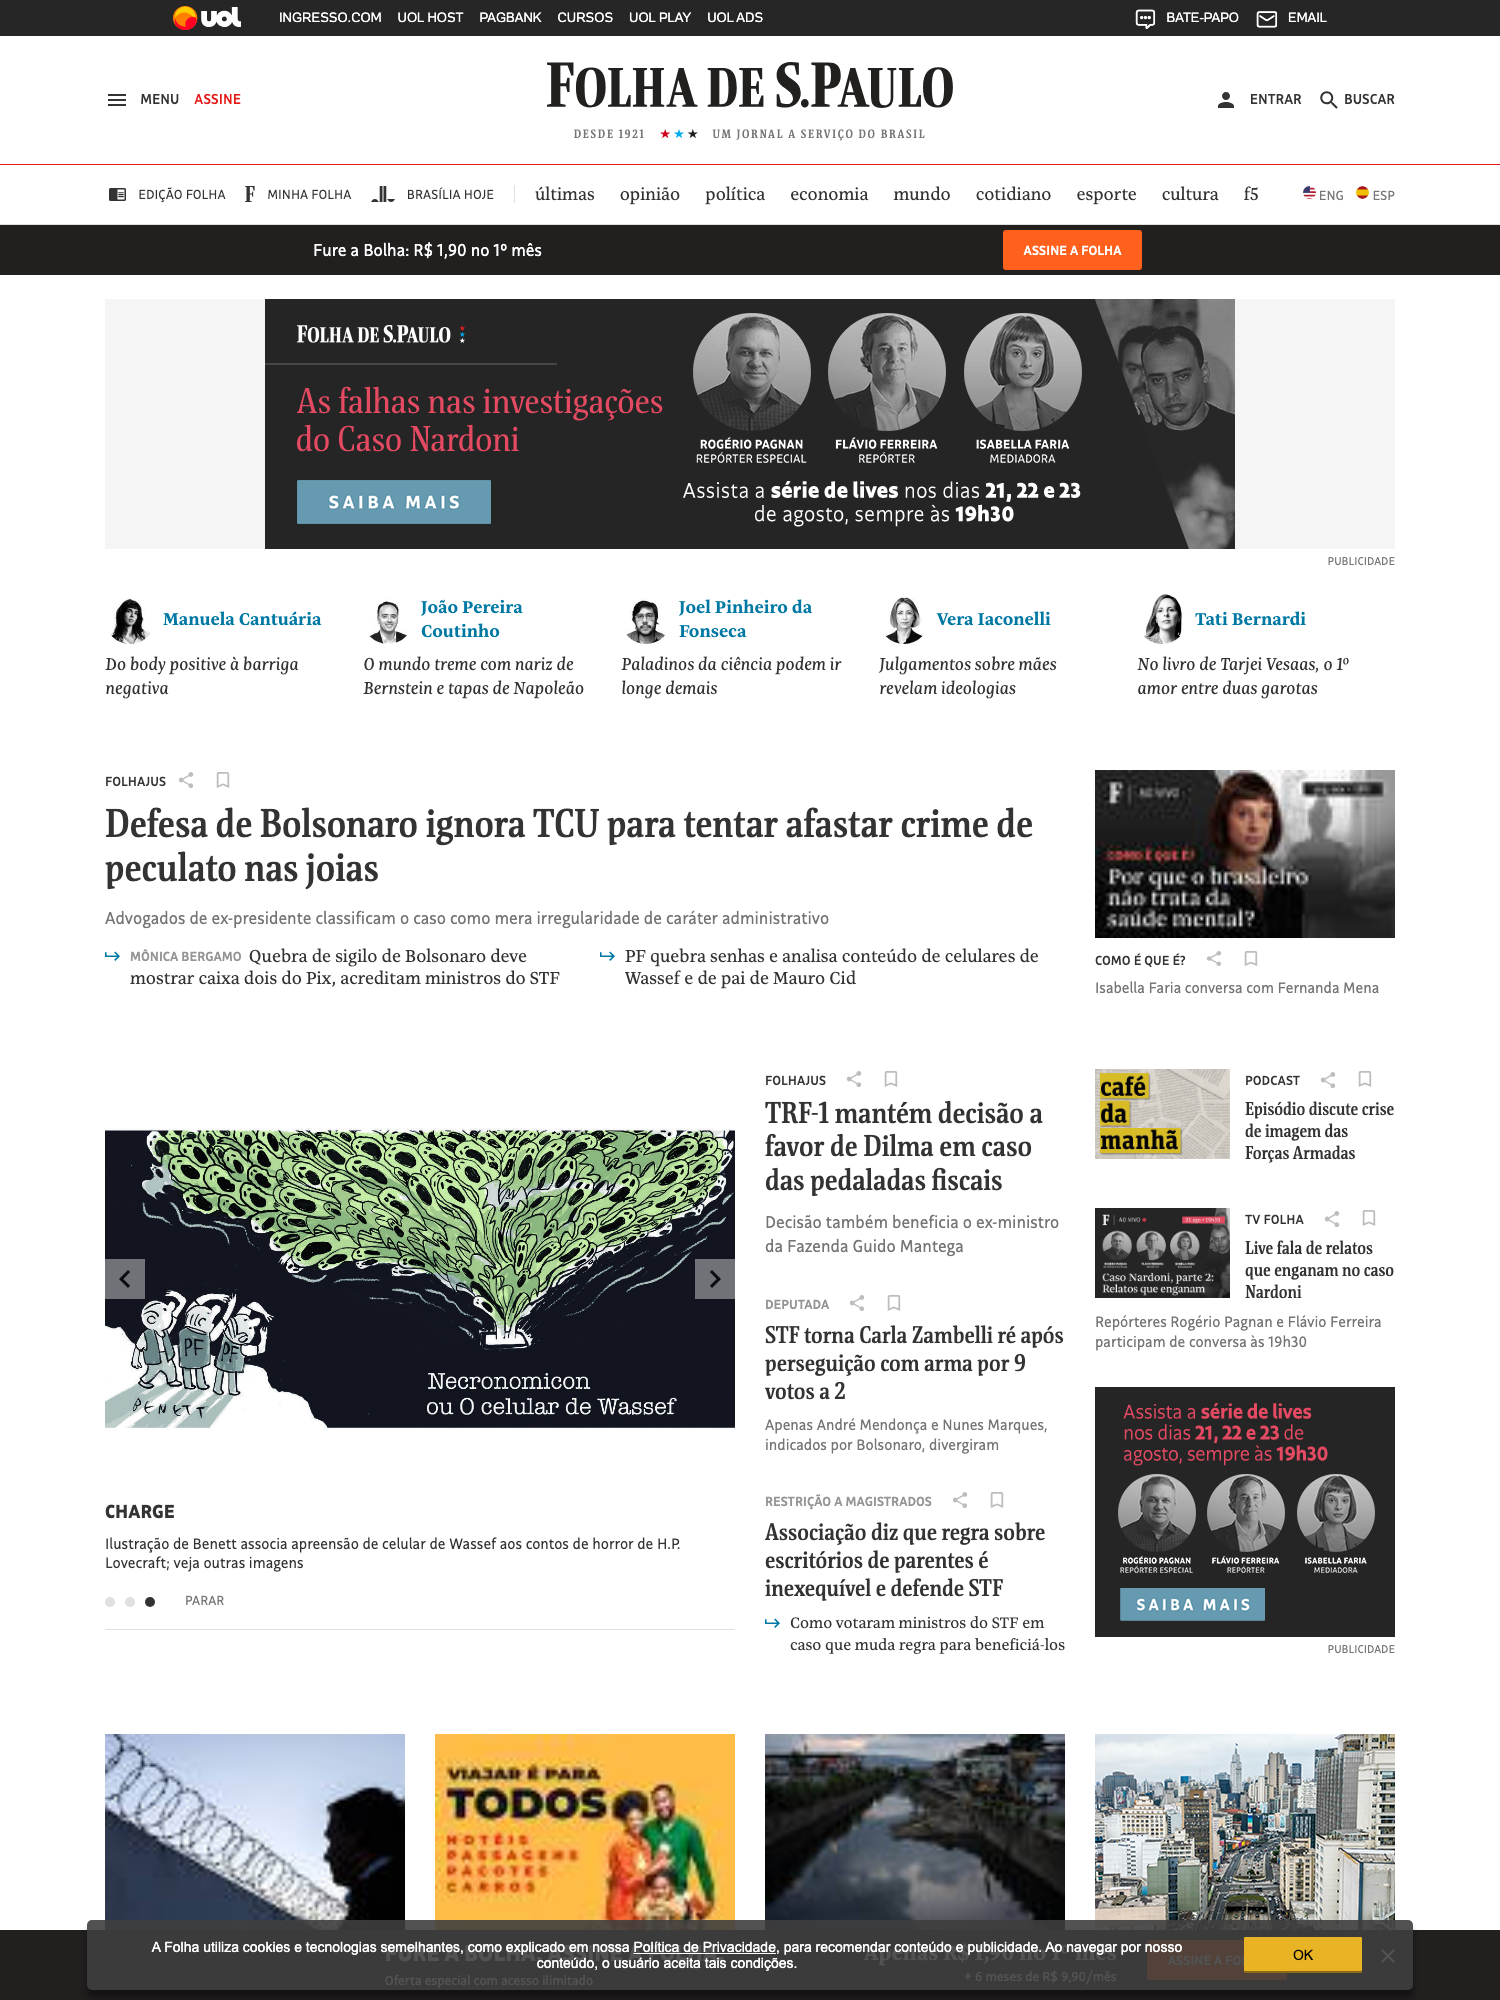 uol INGRESSO.COM UOL HOST PAGBANK CURSOS UOL PLAY UOL ADS BATE-PAPO EMAIL
MENU ASSINE FOLHA DE S.PAULO ENTRAR BUSCAR
DESDE 1921 ★★★ UM JORNAL A SERVIÇO DO BRASIL
EDIÇÃO FOLHA F MINHA FOLHA BRASÍLIA HOJE últimas opinião política economia mundo cotidiano esporte cultura f5 ENG ESP
Fure a Bolha: R$ 1,90 no 1º mês ASSINE A FOLHA
FOLHA DE S.PAULO
As falhas nas investigações
do Caso Nardoni
SAIBA MAIS
ROGÉRIO PAGNAN
REPÓRTER ESPECIAL
FLÁVIO FERREIRA
REPÓRTER
ISABELLA FARIA
MEDIADORA
Assista a série de lives nos dias 21, 22 e 23
de agosto, sempre às 19h30
PUBLICIDADE
Manuela Cantuária
Do body positive à barriga
negativa
João Pereira
Coutinho
O mundo treme com nariz de
Bernstein e tapas de Napoleão
Joel Pinheiro da
Fonseca
Paladinos da ciência podem ir
longe demais
Vera Iaconelli
Julgamentos sobre mães
revelam ideologias
Tati Bernardi
No livro de Tarjei Vesaas, o 1º
amor entre duas garotas
FOLHAJUS
Defesa de Bolsonaro ignora TCU para tentar afastar crime de
peculato nas joias
Advogados de ex-presidente classificam o caso como mera irregularidade de caráter administrativo
MÔNICA BERGAMO Quebra de sigilo de Bolsonaro deve
mostrar caixa dois do Pix, acreditam ministros do STF
PF quebra senhas e analisa conteúdo de celulares de
Wassef e de pai de Mauro Cid
F AO VIVO
COMO É QUE É?
Por que o brasileiro
não trata da
saúde mental?
COMO É QUE É?
Isabella Faria conversa com Fernanda Mena
PF PF
BENETT
Necronomicon
ou O celular de Wassef
CHARGE
Ilustração de Benett associa apreensão de celular de Wassef aos contos de horror de H.P.
Lovecraft; veja outras imagens
PARAR
FOLHAJUS
TRF-1 mantém decisão a
favor de Dilma em caso
das pedaladas fiscais
Decisão também beneficia o ex-ministro
da Fazenda Guido Mantega
DEPUTADA
STF torna Carla Zambelli ré após
perseguição com arma por 9
votos a 2
Apenas André Mendonça e Nunes Marques,
indicados por Bolsonaro, divergiram
RESTRIÇÃO A MAGISTRADOS
Associação diz que regra sobre
escritórios de parentes é
inexequível e defende STF
Como votaram ministros do STF em
caso que muda regra para beneficiá-los
café
da
manhã
PODCAST
Episódio discute crise
de imagem das
Forças Armadas
F AO VIVO
Caso Nardoni, parte 2:
Relatos que enganam
TV FOLHA
Live fala de relatos
que enganam no caso
Nardoni
Repórteres Rogério Pagnan e Flávio Ferreira
participam de conversa às 19h30
Assista a série de lives
nos dias 21, 22 e 23 de
agosto, sempre às 19h30
ROGÉRIO PAGNAN
REPÓRTER ESPECIAL
FLÁVIO FERREIRA
REPÓRTER
ISABELLA FARIA
MEDIADORA
SAIBA MAIS
PUBLICIDADE
VIAJAR É PARA
TODOS
HOTÉIS
PASSAGENS
PACOTES
CARROS
A Folha utiliza cookies e tecnologias semelhantes, como explicado em nossa Política de Privacidade, para recomendar conteúdo e publicidade. Ao navegar por nosso
conteúdo, o usuário aceita tais condições.
OK
Oferta especial com acesso ilimitado
+ 6 meses de R$ 9,90/mês